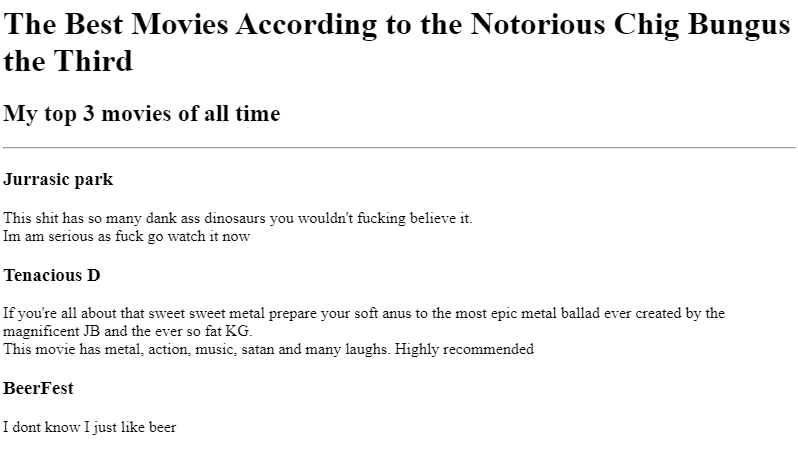 The Best Movies According to the Notorious Chig Bungus
the Third
My top 3 movies of all time
Jurrasic park
This shit has so many dank ass dinosaurs you wouldn't fucking believe it.
Im am serious as fuck go watch it now
Tenacious D
If you're all about that sweet sweet metal prepare your soft anus to the most epic metal ballad ever created by the
magnificent JB and the ever so fat KG.
This movie has metal, action, music, satan and many laughs. Highly recommended
BeerFest
I dont know I just like beer